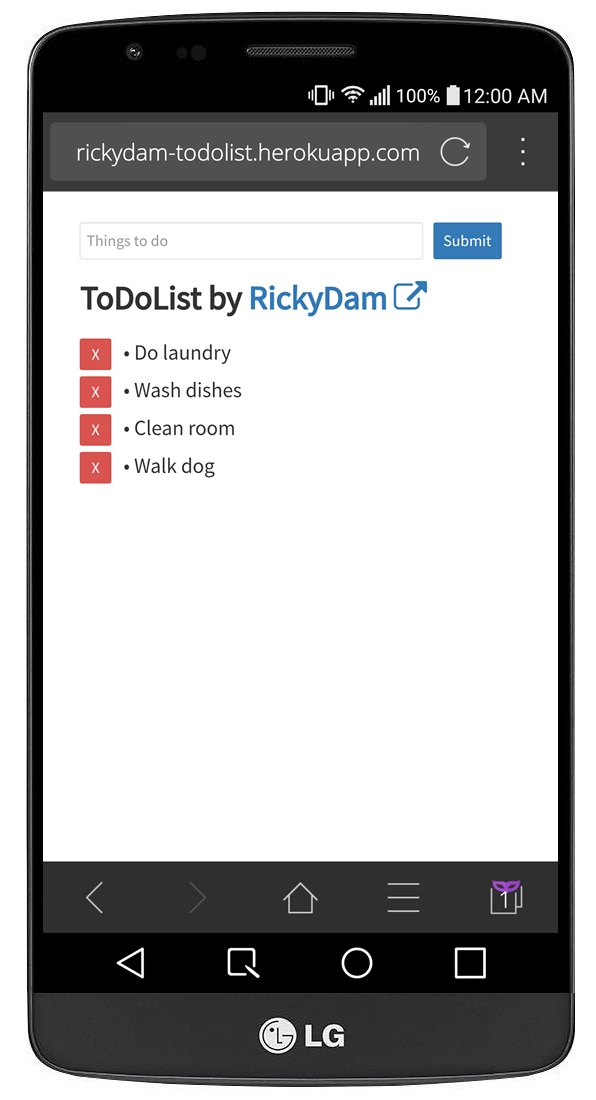 100% 12:00 AM
rickydam-todolist.herokuapp.com
Things to do Submit
ToDoList by RickyDam
X • Do laundry
X • Wash dishes
X • Clean room
X • Walk dog
1
LG